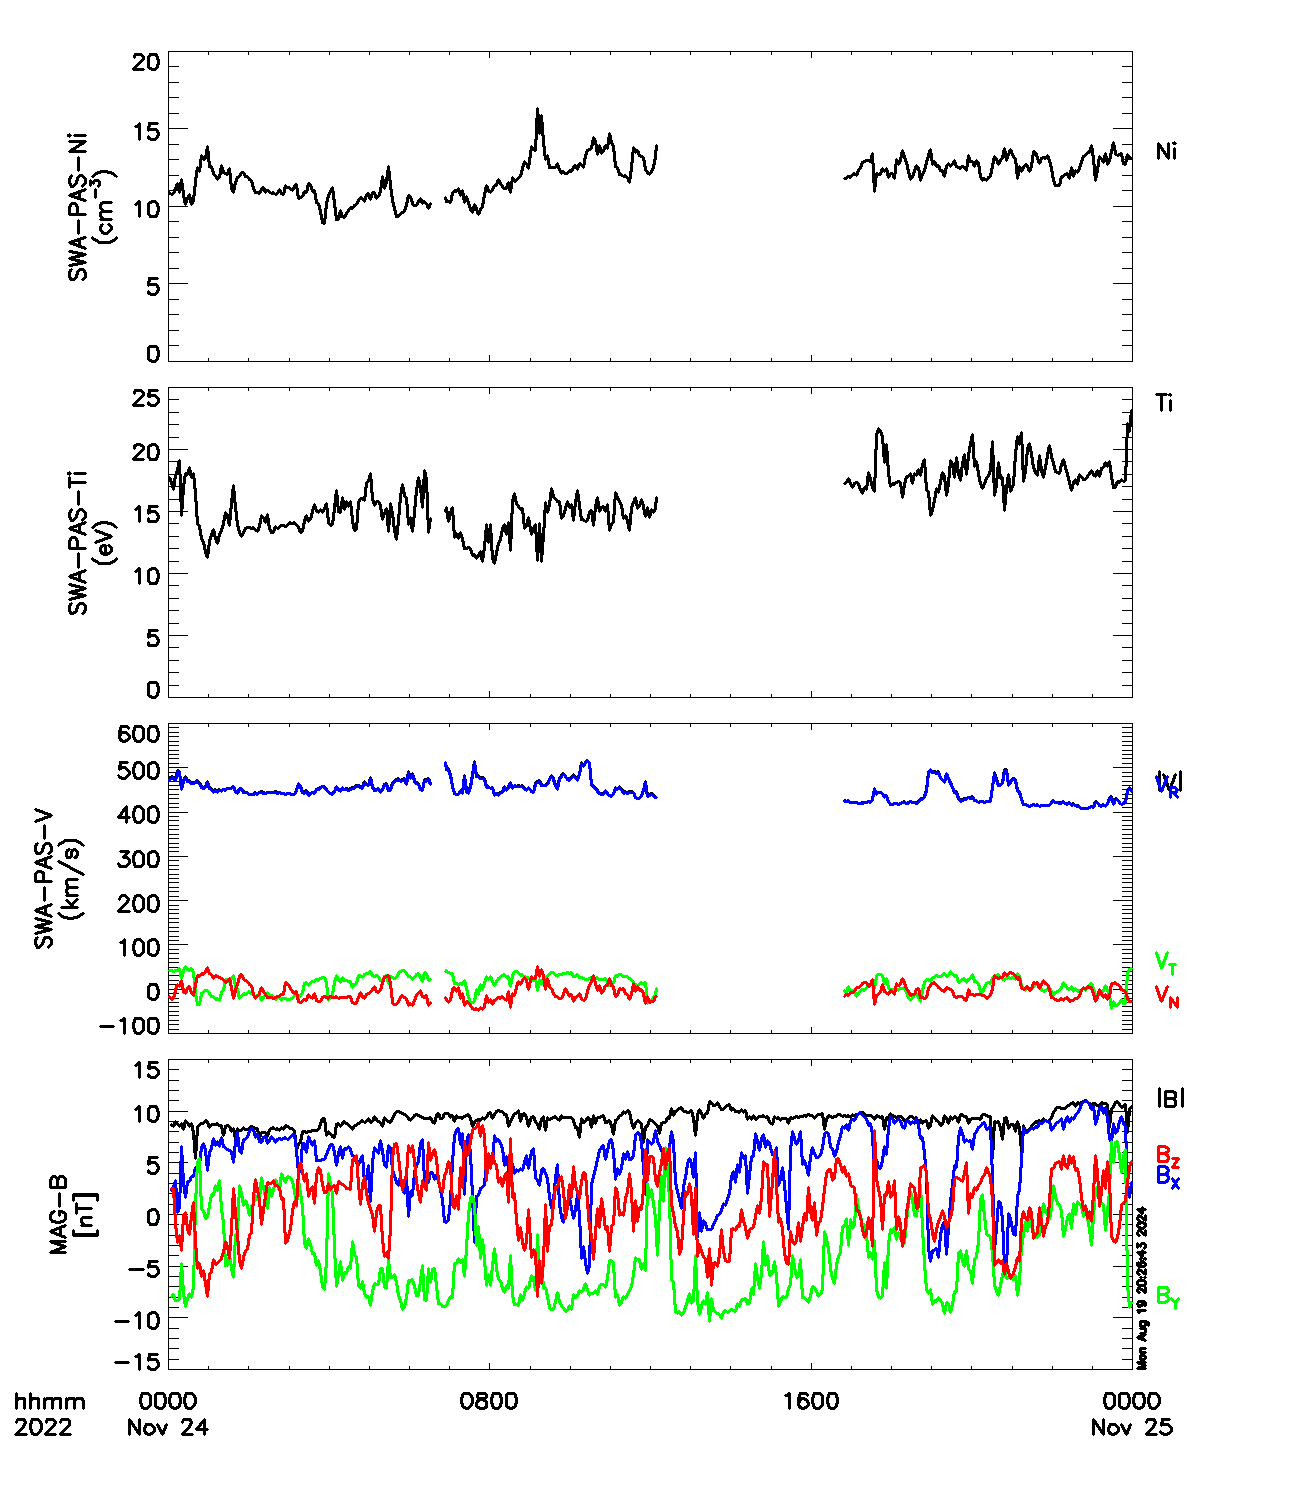 20
15
10
5
0
SWA-PAS-Ni
(cm⁻³)
Ni
25
20
15
10
5
0
SWA-PAS-Ti
(eV)
Ti
600
500
400
300
200
100
0
-100
SWA-PAS-V
(km/s)
|V|
V_R
V_T
V_N
15
10
5
0
-5
-10
-15
MAG-B
[nT]
|B|
B_Z
B_X
B_Y
Mon Aug 19 20:26:43 2024
hhmm 0000 0800 1600 0000
2022 Nov 24 Nov 25